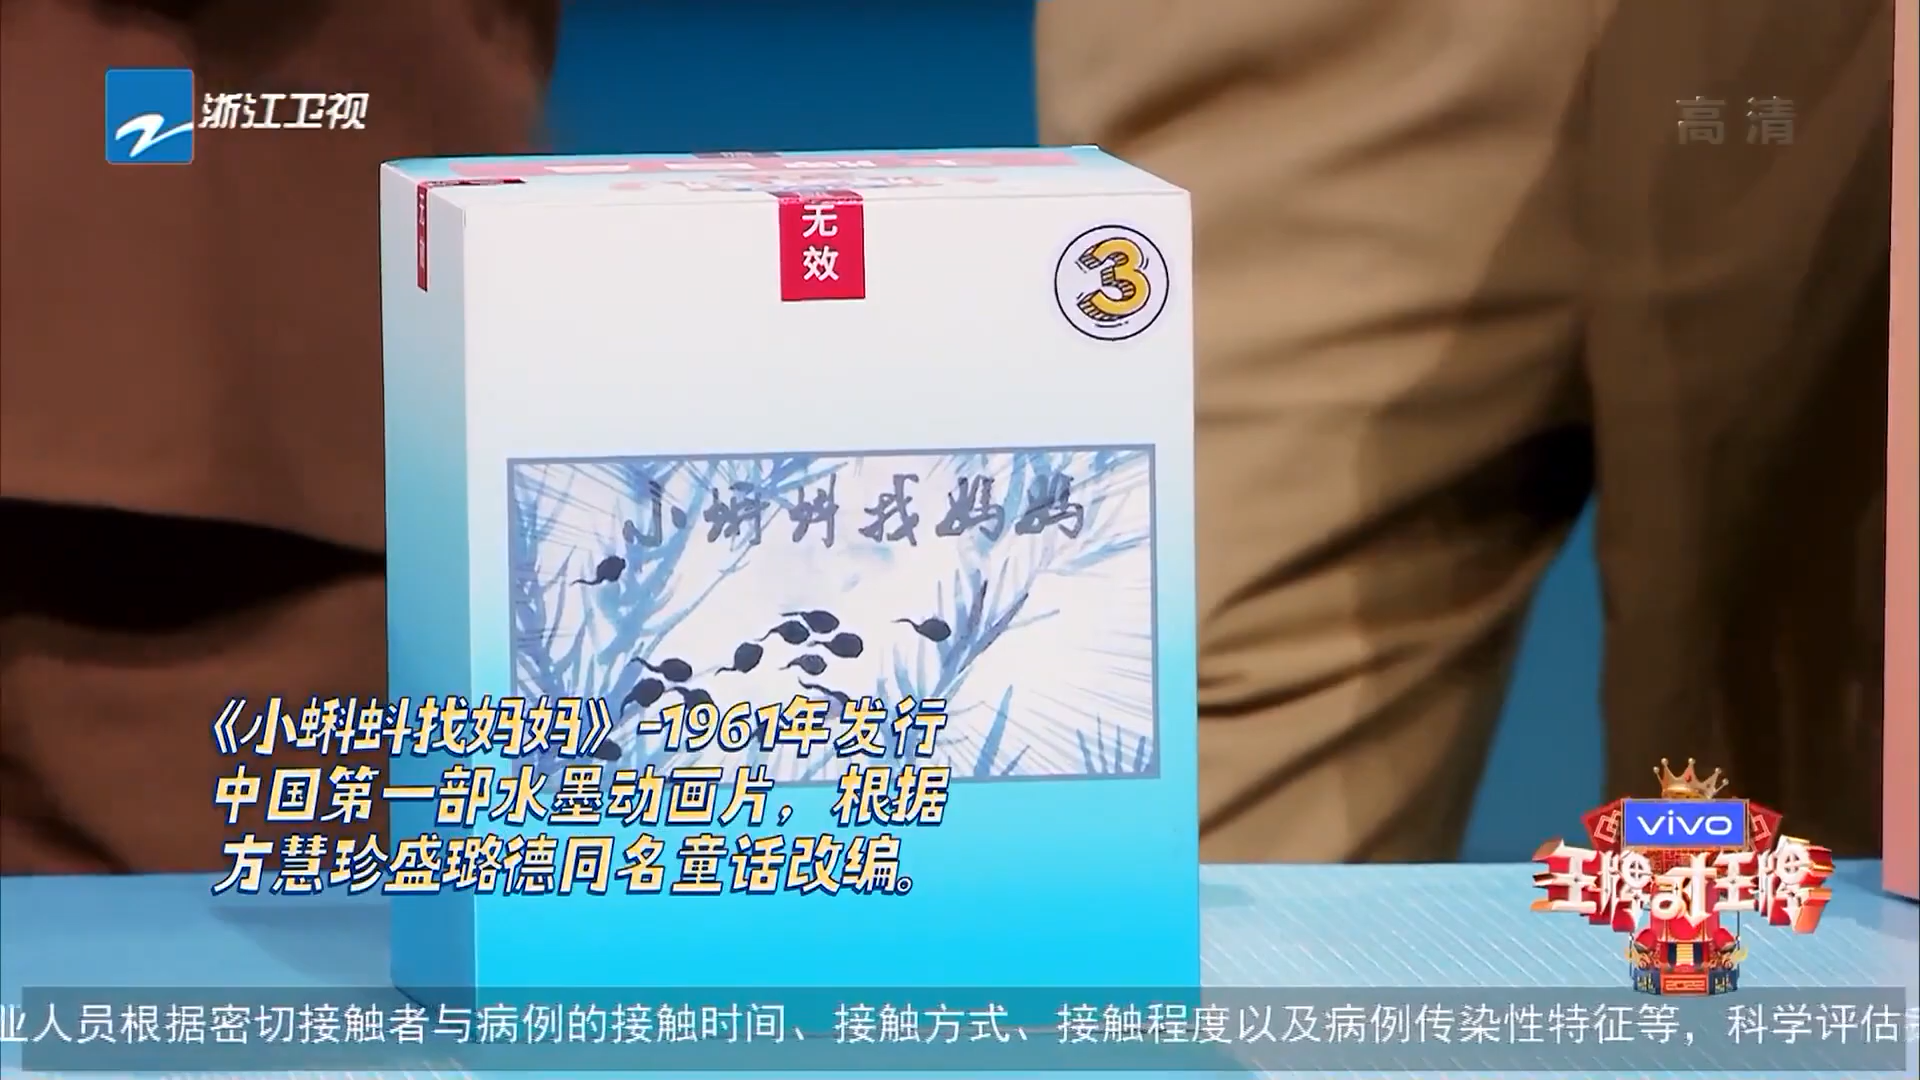 浙江卫视
高清
无
效
3
小蝌蚪找妈妈
《小蝌蚪找妈妈》-1961年发行
中国第一部水墨动画片，根据
方慧珍盛璐德同名童话改编。
vivo
王牌对王牌
2022
业人员根据密切接触者与病例的接触时间、接触方式、接触程度以及病例传染性特征等，科学评估